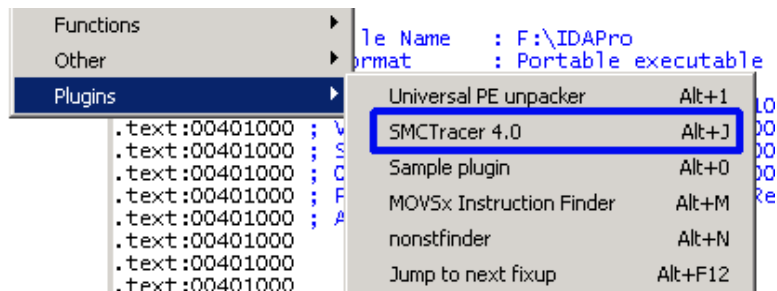 Functions
le Name : F:\IDAPro
Other
ormat : Portable executable
Plugins
Universal PE unpacker Alt+1
.text:00401000 ; V
SMCTracer 4.0 Alt+J
.text:00401000 ; S
.text:00401000 ; O
Sample plugin Alt+0
.text:00401000 ; F
MOVSx Instruction Finder Alt+M
.text:00401000 ; A
.text:00401000
nonstfinder Alt+N
.text:00401000
Jump to next fixup Alt+F12
.text:00401000